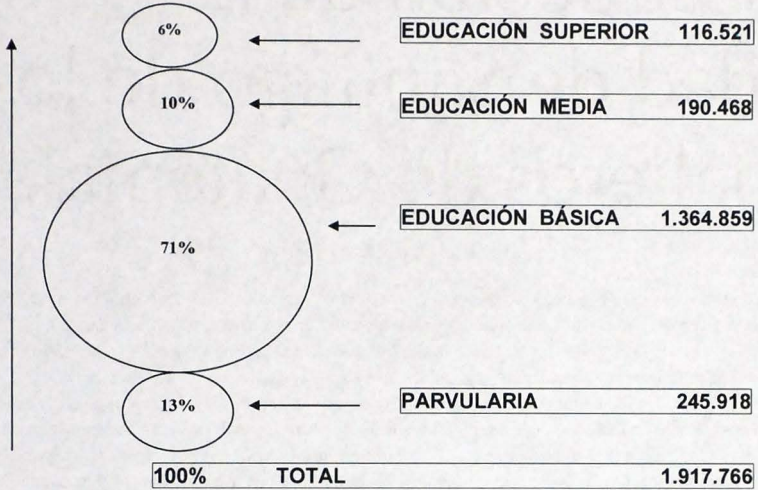 6% EDUCACIÓN SUPERIOR 116.521
10% EDUCACIÓN MEDIA 190.468
71% EDUCACIÓN BÁSICA 1.364.859
13% PARVULARIA 245.918
100% TOTAL 1.917.766